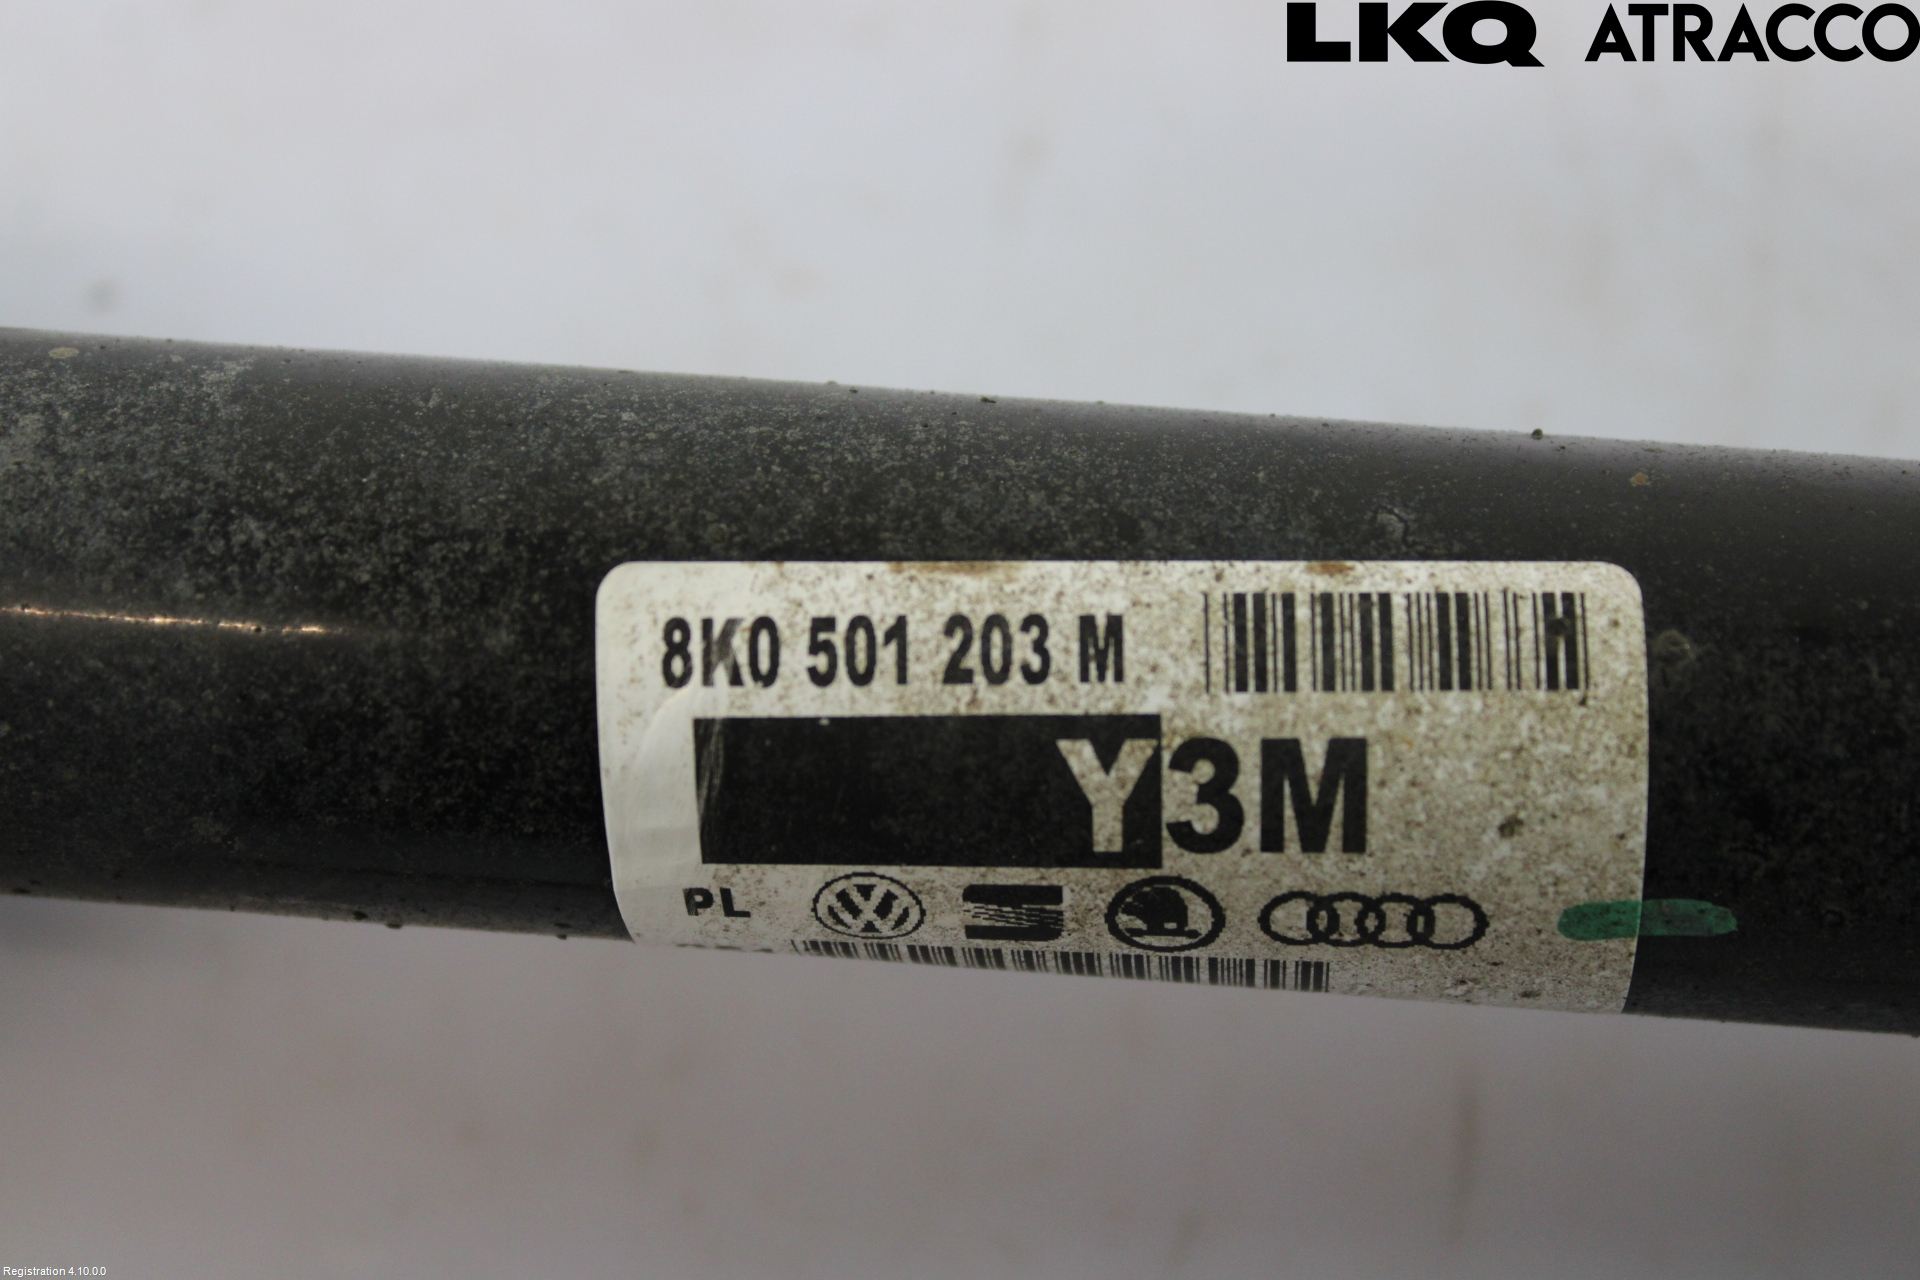 LKQ ATRACCO
8K0 501 203 M
Y3M
PL
Registration 4.10.0.0